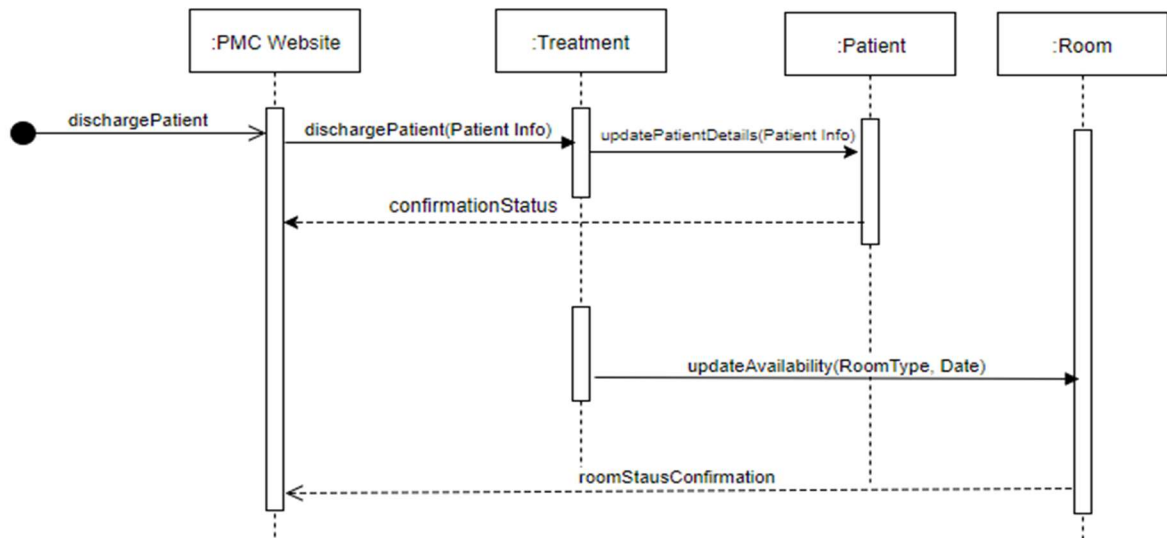 :PMC Website
:Treatment
:Patient
:Room
dischargePatient
dischargePatient(Patient Info)
updatePatientDetails(Patient Info)
confirmationStatus
updateAvailability(RoomType, Date)
roomStausConfirmation